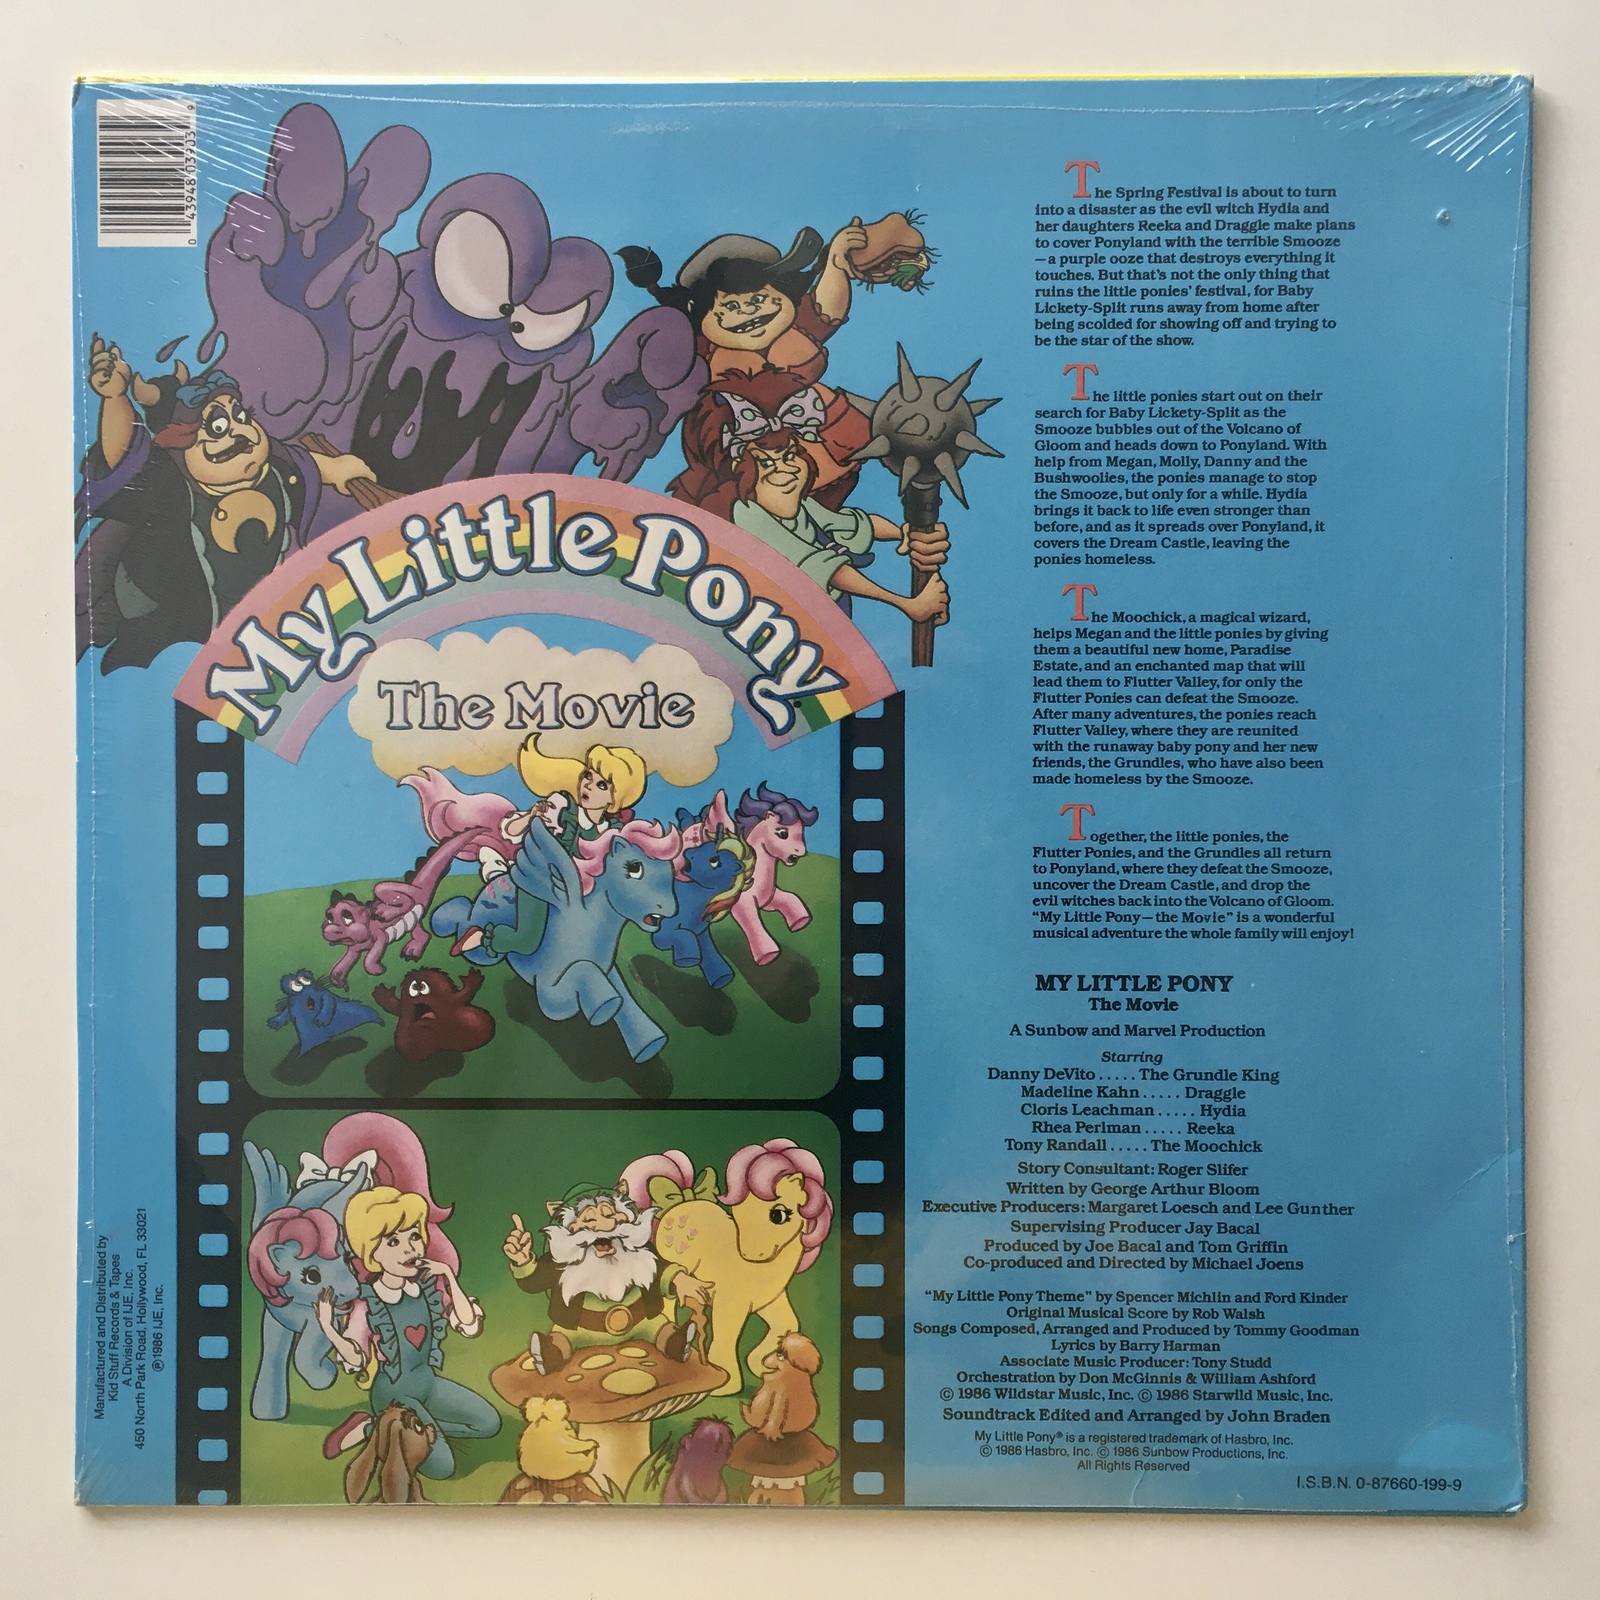 0 43948 03903 9
My Little Pony
The Movie
The Spring Festival is about to turn
into a disaster as the evil witch Hydia and
her daughters Reeka and Draggle make plans
to cover Ponyland with the terrible Smooze
—a purple ooze that destroys everything it
touches. But that's not the only thing that
ruins the little ponies' festival, for Baby
Lickety-Split runs away from home after
being scolded for showing off and trying to
be the star of the show.
The little ponies start out on their
search for Baby Lickety-Split as the
Smooze bubbles out of the Volcano of
Gloom and heads down to Ponyland. With
help from Megan, Molly, Danny and the
Bushwoolies, the ponies manage to stop
the Smooze, but only for a while. Hydia
brings it back to life even stronger than
before, and as it spreads over Ponyland, it
covers the Dream Castle, leaving the
ponies homeless.
The Moochick, a magical wizard,
helps Megan and the little ponies by giving
them a beautiful new home, Paradise
Estate, and an enchanted map that will
lead them to Flutter Valley, for only the
Flutter Ponies can defeat the Smooze.
After many adventures, the ponies reach
Flutter Valley, where they are reunited
with the runaway baby pony and her new
friends, the Grundles, who have also been
made homeless by the Smooze.
Together, the little ponies, the
Flutter Ponies, and the Grundles all return
to Ponyland, where they defeat the Smooze,
uncover the Dream Castle, and drop the
evil witches back into the Volcano of Gloom.
"My Little Pony—the Movie" is a wonderful
musical adventure the whole family will enjoy!
MY LITTLE PONY
The Movie
A Sunbow and Marvel Production
Starring
Danny DeVito ..... The Grundle King
Madeline Kahn ..... Draggle
Cloris Leachman ..... Hydia
Rhea Perlman ..... Reeka
Tony Randall ..... The Moochick
Story Consultant: Roger Slifer
Written by George Arthur Bloom
Executive Producers: Margaret Loesch and Lee Gunther
Supervising Producer Jay Bacal
Produced by Joe Bacal and Tom Griffin
Co-produced and Directed by Michael Joens
"My Little Pony Theme" by Spencer Michlin and Ford Kinder
Original Musical Score by Rob Walsh
Songs Composed, Arranged and Produced by Tommy Goodman
Lyrics by Barry Harman
Associate Music Producer: Tony Studd
Orchestration by Don McGinnis & William Ashford
© 1986 Wildstar Music, Inc. © 1986 Starwild Music, Inc.
Soundtrack Edited and Arranged by John Braden
My Little Pony® is a registered trademark of Hasbro, Inc.
© 1986 Hasbro, Inc. © 1986 Sunbow Productions, Inc.
All Rights Reserved
I.S.B.N. 0-87660-199-9
Manufactured and Distributed by
Kid Stuff Records & Tapes
A Division of IJE, Inc.
450 North Park Road, Hollywood, FL 33021
℗1986 IJE, Inc.